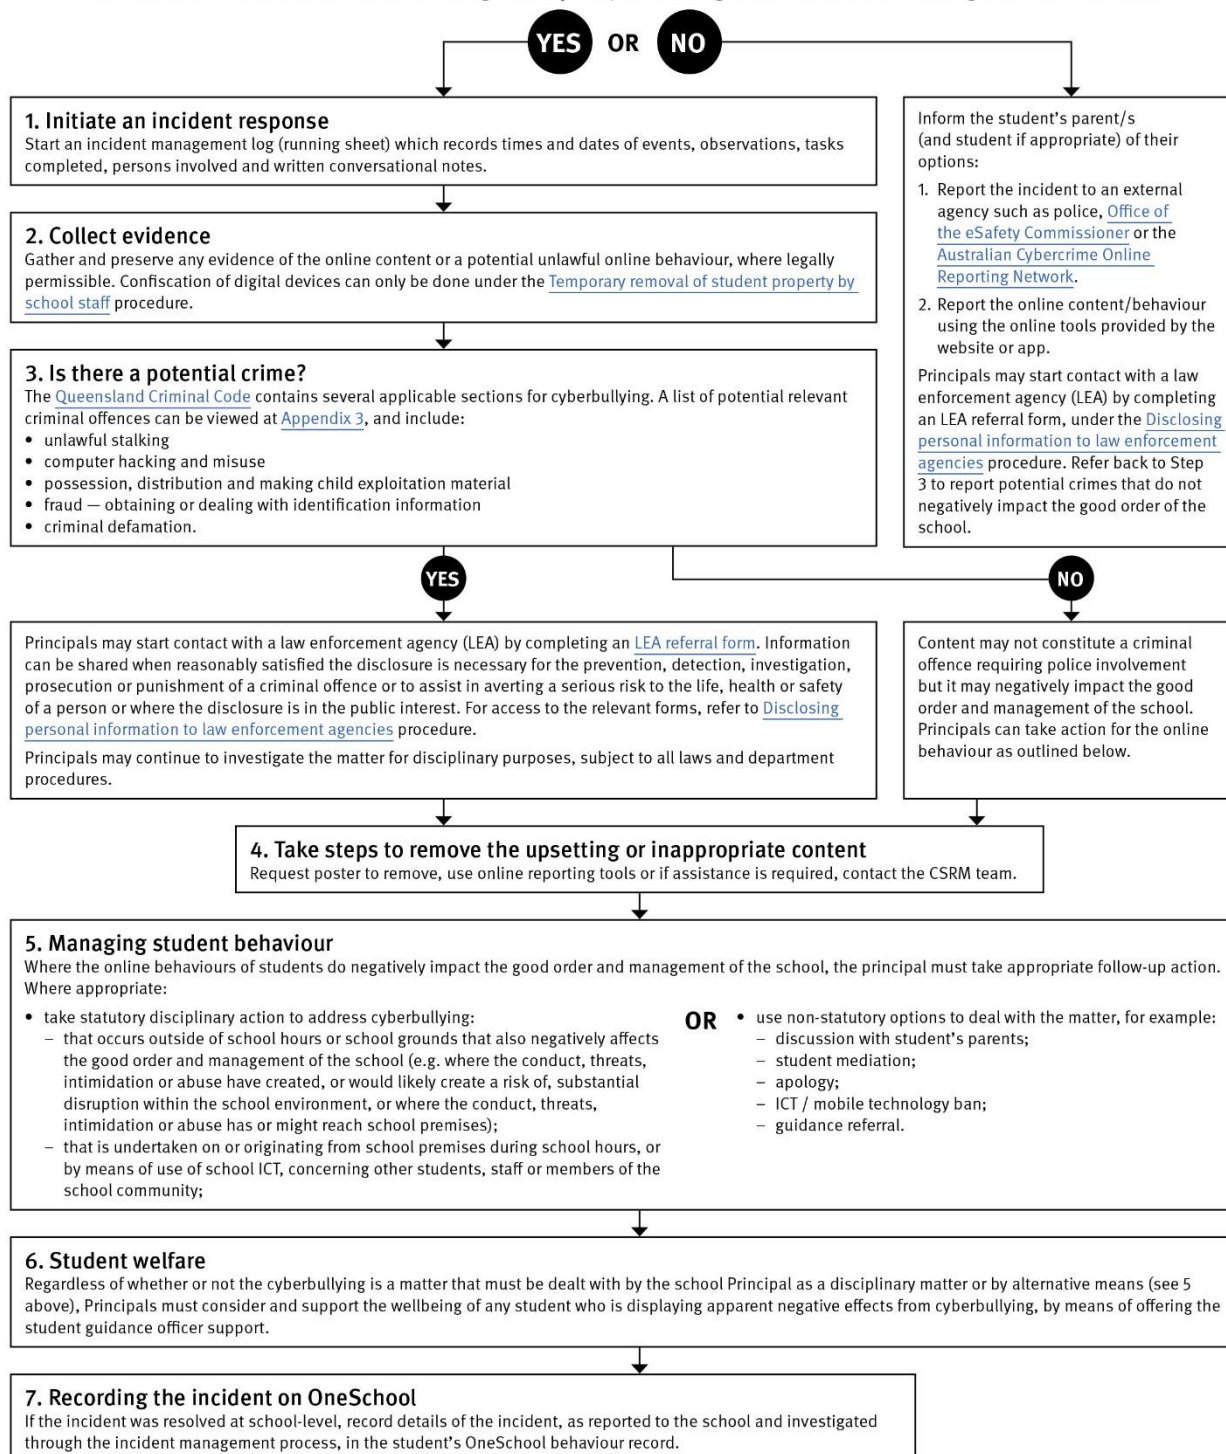 YES OR NO
1. Initiate an incident response
Start an incident management log (running sheet) which records times and dates of events, observations, tasks
completed, persons involved and written conversational notes.
2. Collect evidence
Gather and preserve any evidence of the online content or a potential unlawful online behaviour, where legally
permissible. Confiscation of digital devices can only be done under the Temporary removal of student property by
school staff procedure.
3. Is there a potential crime?
The Queensland Criminal Code contains several applicable sections for cyberbullying. A list of potential relevant
criminal offences can be viewed at Appendix 3, and include:
• unlawful stalking
• computer hacking and misuse
• possession, distribution and making child exploitation material
• fraud — obtaining or dealing with identification information
• criminal defamation.
Inform the student's parent/s
(and student if appropriate) of their
options:
1. Report the incident to an external
agency such as police, Office of
the eSafety Commissioner or the
Australian Cybercrime Online
Reporting Network.
2. Report the online content/behaviour
using the online tools provided by the
website or app.
Principals may start contact with a law
enforcement agency (LEA) by completing
an LEA referral form, under the Disclosing
personal information to law enforcement
agencies procedure. Refer back to Step
3 to report potential crimes that do not
negatively impact the good order of the
school.
YES
NO
Principals may start contact with a law enforcement agency (LEA) by completing an LEA referral form. Information
can be shared when reasonably satisfied the disclosure is necessary for the prevention, detection, investigation,
prosecution or punishment of a criminal offence or to assist in averting a serious risk to the life, health or safety
of a person or where the disclosure is in the public interest. For access to the relevant forms, refer to Disclosing
personal information to law enforcement agencies procedure.
Principals may continue to investigate the matter for disciplinary purposes, subject to all laws and department
procedures.
Content may not constitute a criminal
offence requiring police involvement
but it may negatively impact the good
order and management of the school.
Principals can take action for the online
behaviour as outlined below.
4. Take steps to remove the upsetting or inappropriate content
Request poster to remove, use online reporting tools or if assistance is required, contact the CSRM team.
5. Managing student behaviour
Where the online behaviours of students do negatively impact the good order and management of the school, the principal must take appropriate follow-up action.
Where appropriate:
• take statutory disciplinary action to address cyberbullying:
– that occurs outside of school hours or school grounds that also negatively affects
the good order and management of the school (e.g. where the conduct, threats,
intimidation or abuse have created, or would likely create a risk of, substantial
disruption within the school environment, or where the conduct, threats,
intimidation or abuse has or might reach school premises);
– that is undertaken on or originating from school premises during school hours, or
by means of use of school ICT, concerning other students, staff or members of the
school community;
OR
• use non-statutory options to deal with the matter, for example:
– discussion with student's parents;
– student mediation;
– apology;
– ICT / mobile technology ban;
– guidance referral.
6. Student welfare
Regardless of whether or not the cyberbullying is a matter that must be dealt with by the school Principal as a disciplinary matter or by alternative means (see 5
above), Principals must consider and support the wellbeing of any student who is displaying apparent negative effects from cyberbullying, by means of offering the
student guidance officer support.
7. Recording the incident on OneSchool
If the incident was resolved at school-level, record details of the incident, as reported to the school and investigated
through the incident management process, in the student's OneSchool behaviour record.